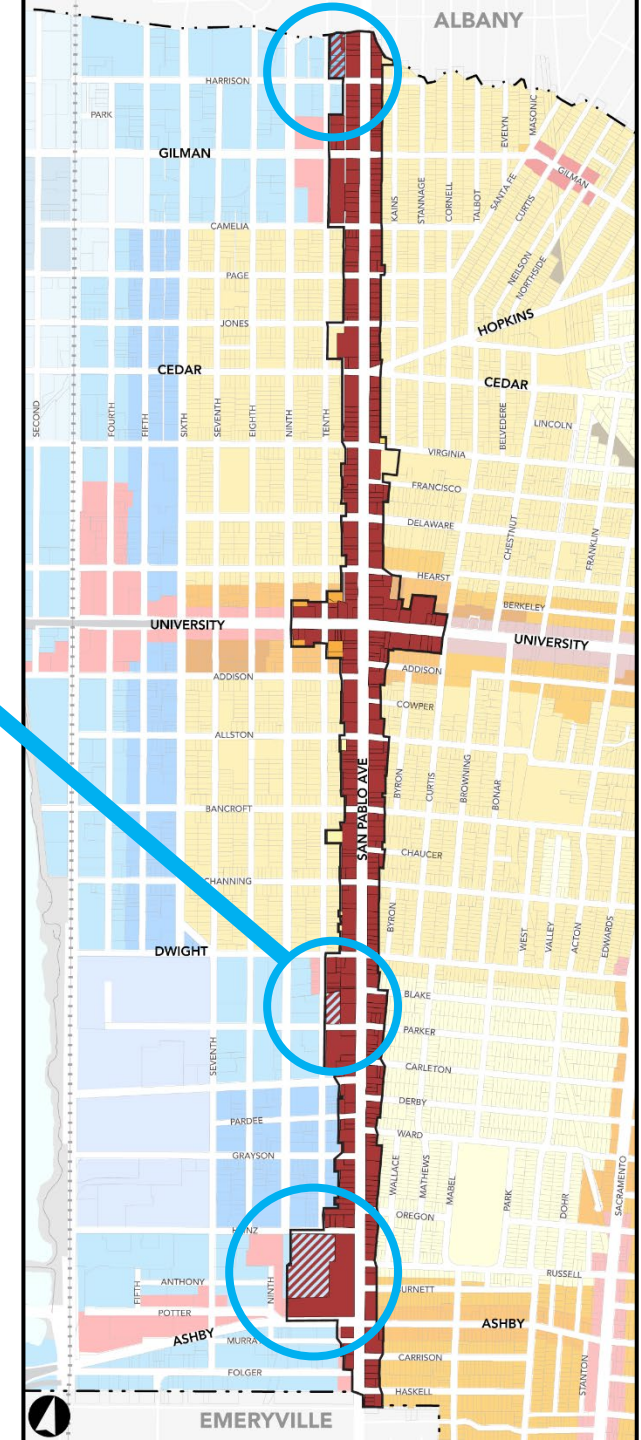 ALBANY
HARRISON
PARK
EVELYN
MASONIC
GILMAN
GILMAN
SANTA FE
CURTIS
KAINS
STANNAGE
CORNELL
TALBOT
CAMELIA
NEILSON
NORTHSIDE
PAGE
JONES
HOPKINS
CEDAR
CEDAR
SECOND
FOURTH
FIFTH
SIXTH
SEVENTH
EIGHTH
NINTH
TENTH
BELVEDERE
LINCOLN
VIRGINIA
FRANCISCO
DELAWARE
CHESTNUT
FRANKLIN
HEARST
BERKELEY
UNIVERSITY
UNIVERSITY
ADDISON
ADDISON
COWPER
ALLSTON
SAN PABLO AVE
BYRON
CURTIS
BROWNING
BONAR
BANCROFT
CHAUCER
CHANNING
BYRON
WEST
VALLEY
ACTON
EDWARDS
DWIGHT
BLAKE
PARKER
SEVENTH
CARLETON
DERBY
PARDEE
WARD
GRAYSON
WALLACE
MATHEWS
MABEL
PARK
DOHR
SACRAMENTO
OREGON
HEINZ
RUSSELL
ANTHONY
FIFTH
NINTH
BURNETT
POTTER
ASHBY
ASHBY
MURRAY
CARRISON
STANTON
FOLGER
HASKELL
EMERYVILLE